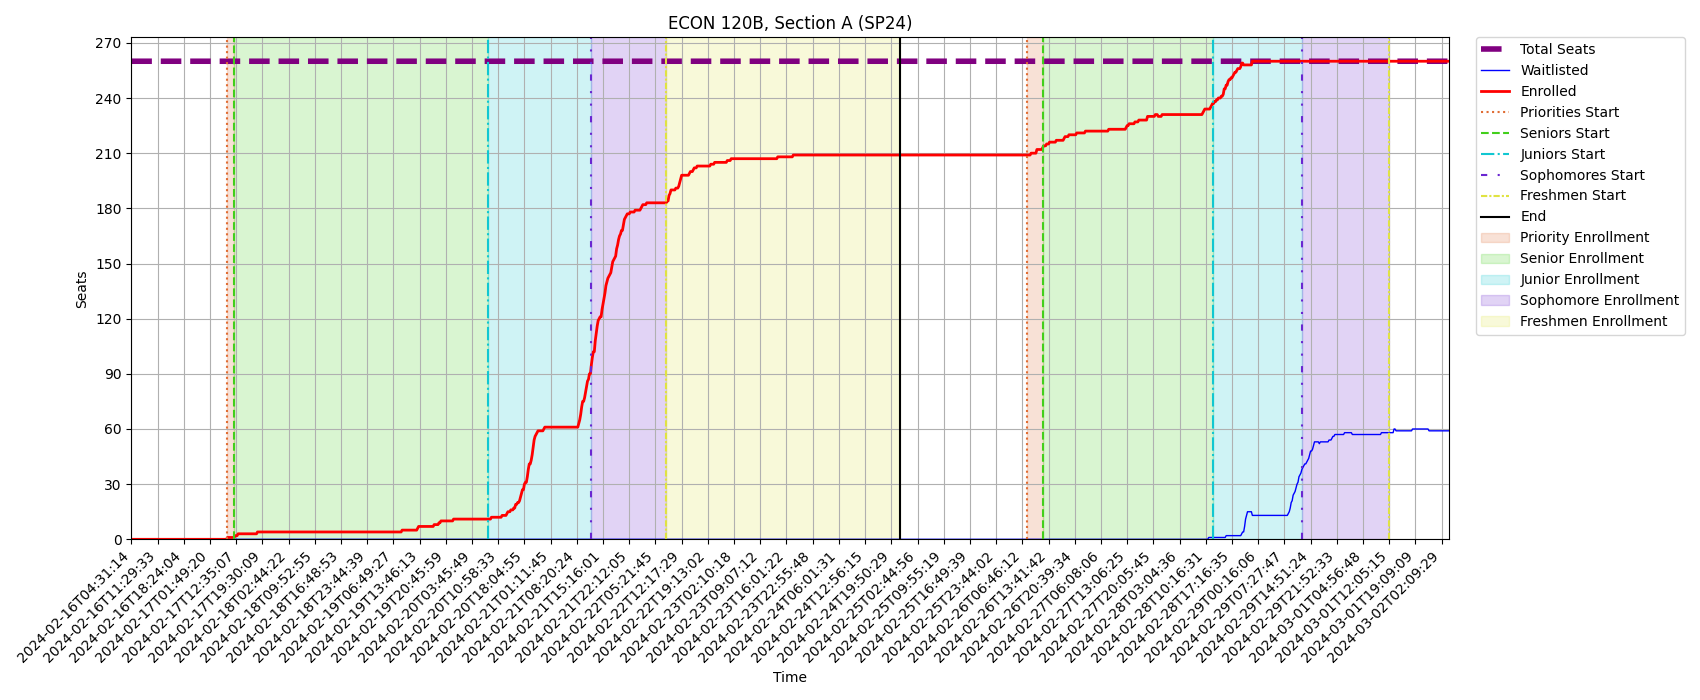 ECON 120B, Section A (SP24)
270
240
210
180
150
120
90
60
30
0
Seats
2024-02-16T04:31:14
2024-02-16T11:29:33
2024-02-16T18:24:04
2024-02-17T01:49:20
2024-02-17T12:35:07
2024-02-17T19:30:09
2024-02-18T02:44:22
2024-02-18T09:52:55
2024-02-18T16:48:53
2024-02-18T23:44:39
2024-02-19T06:49:27
2024-02-19T13:46:13
2024-02-19T20:45:59
2024-02-20T03:45:49
2024-02-20T10:58:33
2024-02-20T18:04:55
2024-02-21T01:11:45
2024-02-21T08:20:24
2024-02-21T15:16:01
2024-02-21T22:12:05
2024-02-22T05:21:45
2024-02-22T12:17:29
2024-02-22T19:13:02
2024-02-23T02:10:18
2024-02-23T09:07:12
2024-02-23T16:01:22
2024-02-23T22:55:48
2024-02-24T06:01:31
2024-02-24T12:56:15
2024-02-24T19:50:29
2024-02-25T02:44:56
2024-02-25T09:55:19
2024-02-25T16:49:39
2024-02-25T23:44:02
2024-02-26T06:46:12
2024-02-26T13:41:42
2024-02-26T20:39:34
2024-02-27T06:08:06
2024-02-27T13:06:25
2024-02-27T20:05:45
2024-02-28T03:04:36
2024-02-28T10:16:31
2024-02-28T17:16:35
2024-02-29T00:16:06
2024-02-29T07:27:47
2024-02-29T14:51:24
2024-02-29T21:52:33
2024-03-01T04:56:48
2024-03-01T12:05:15
2024-03-01T19:09:09
2024-03-02T02:09:29
Time
Total Seats
Waitlisted
Enrolled
Priorities Start
Seniors Start
Juniors Start
Sophomores Start
Freshmen Start
End
Priority Enrollment
Senior Enrollment
Junior Enrollment
Sophomore Enrollment
Freshmen Enrollment